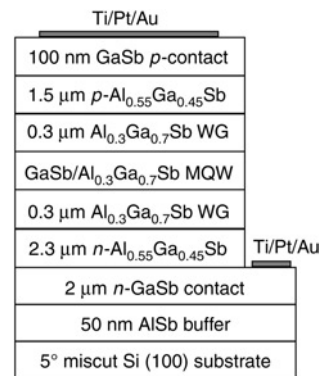 Ti/Pt/Au
100 nm GaSb p-contact
1.5 μm p-Al₀.₅₅Ga₀.₄₅Sb
0.3 μm Al₀.₃Ga₀.₇Sb WG
GaSb/Al₀.₃Ga₀.₇Sb MQW
0.3 μm Al₀.₃Ga₀.₇Sb WG
2.3 μm n-Al₀.₅₅Ga₀.₄₅Sb
Ti/Pt/Au
2 μm n-GaSb contact
50 nm AlSb buffer
5° miscut Si (100) substrate